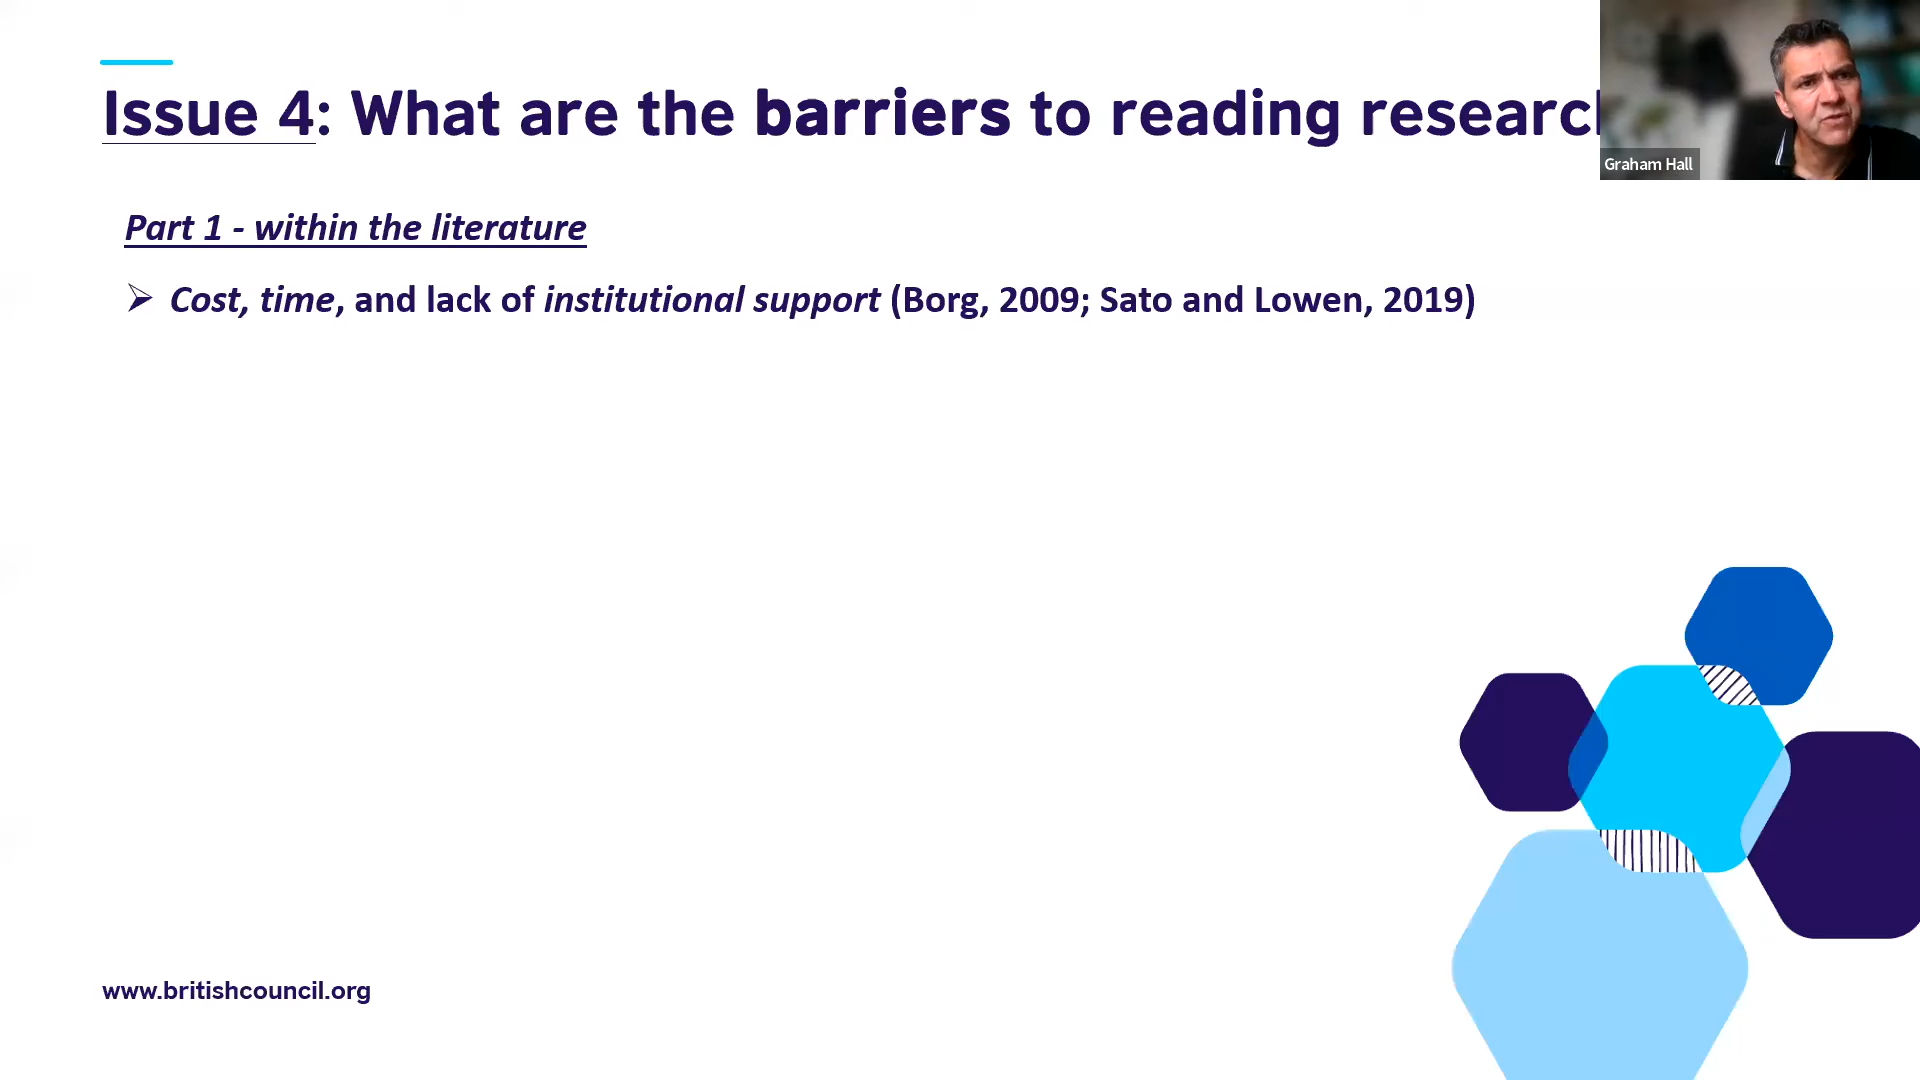 Issue 4: What are the barriers to reading researc
Graham Hall
Part 1 - within the literature
➢ Cost, time, and lack of institutional support (Borg, 2009; Sato and Lowen, 2019)
www.britishcouncil.org